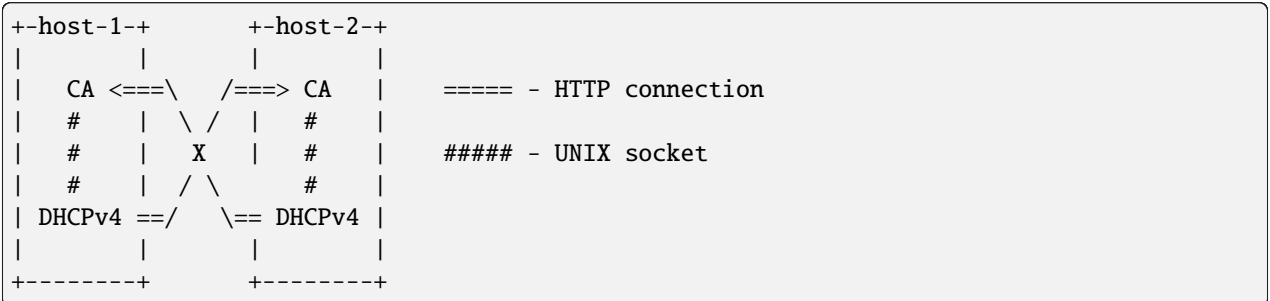 +-host-1-+          +-host-2-+
|        |          |        |
|   CA <===\   /===> CA   |     ===== - HTTP connection
|   #    |  \ /  |   #    |
|   #    |   X   |   #    |     ##### - UNIX socket
|   #    |  / \      #    |
| DHCPv4 ==/   \== DHCPv4 |
|        |       |        |
+--------+       +--------+